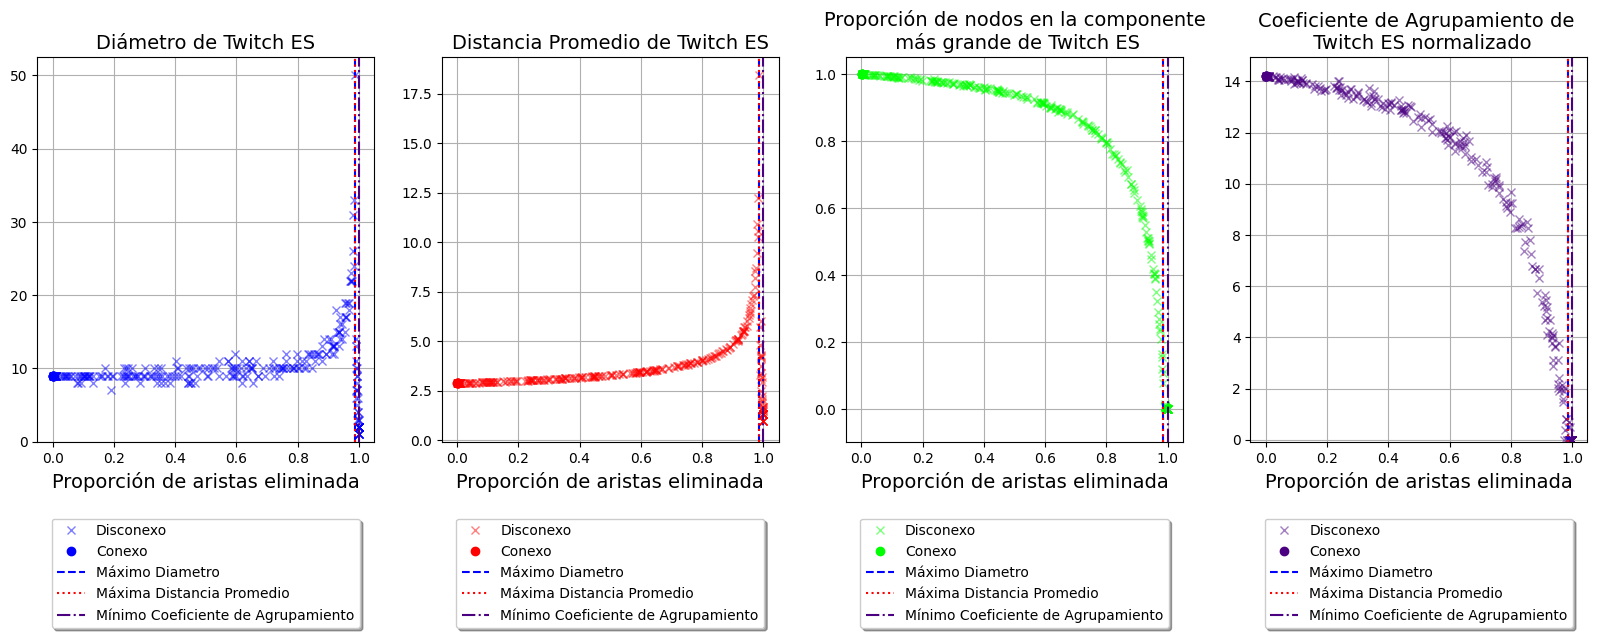 Diámetro de Twitch ES
50
40
30
20
10
0
0.0 0.2 0.4 0.6 0.8 1.0
Proporción de aristas eliminada
Disconexo
Conexo
Máximo Diametro
Máxima Distancia Promedio
Mínimo Coeficiente de Agrupamiento
Distancia Promedio de Twitch ES
17.5
15.0
12.5
10.0
7.5
5.0
2.5
0.0
0.0 0.2 0.4 0.6 0.8 1.0
Proporción de aristas eliminada
Disconexo
Conexo
Máximo Diametro
Máxima Distancia Promedio
Mínimo Coeficiente de Agrupamiento
Proporción de nodos en la componente
más grande de Twitch ES
1.0
0.8
0.6
0.4
0.2
0.0
0.0 0.2 0.4 0.6 0.8 1.0
Proporción de aristas eliminada
Disconexo
Conexo
Máximo Diametro
Máxima Distancia Promedio
Mínimo Coeficiente de Agrupamiento
Coeficiente de Agrupamiento de
Twitch ES normalizado
14
12
10
8
6
4
2
0
0.0 0.2 0.4 0.6 0.8 1.0
Proporción de aristas eliminada
Disconexo
Conexo
Máximo Diametro
Máxima Distancia Promedio
Mínimo Coeficiente de Agrupamiento